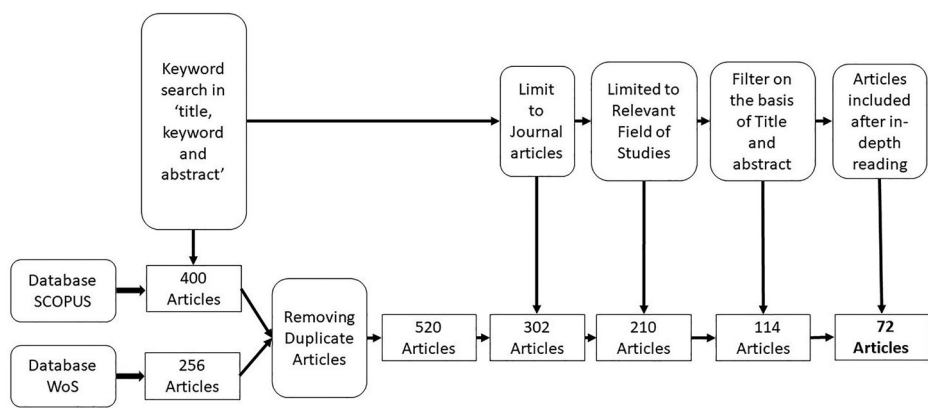 Keyword
search in
‘title,
keyword
and
abstract’
Limit
to
Journal
articles
Limited to
Relevant
Field of
Studies
Filter on
the basis
of Title
and
abstract
Articles
included
after in-
depth
reading
Database
SCOPUS
400
Articles
Removing
Duplicate
Articles
520
Articles
302
Articles
210
Articles
114
Articles
72
Articles
Database
WoS
256
Articles